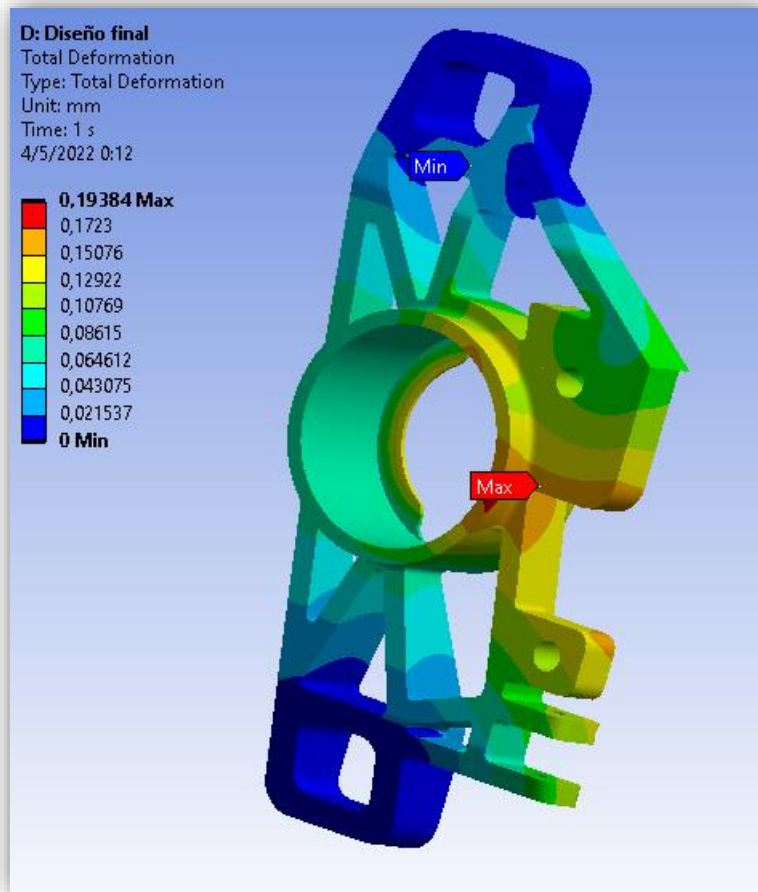 D: Diseño final
Total Deformation
Type: Total Deformation
Unit: mm
Time: 1 s
4/5/2022 0:12
0,19384 Max
0,1723
0,15076
0,12922
0,10769
0,08615
0,064612
0,043075
0,021537
0 Min
Min
Max